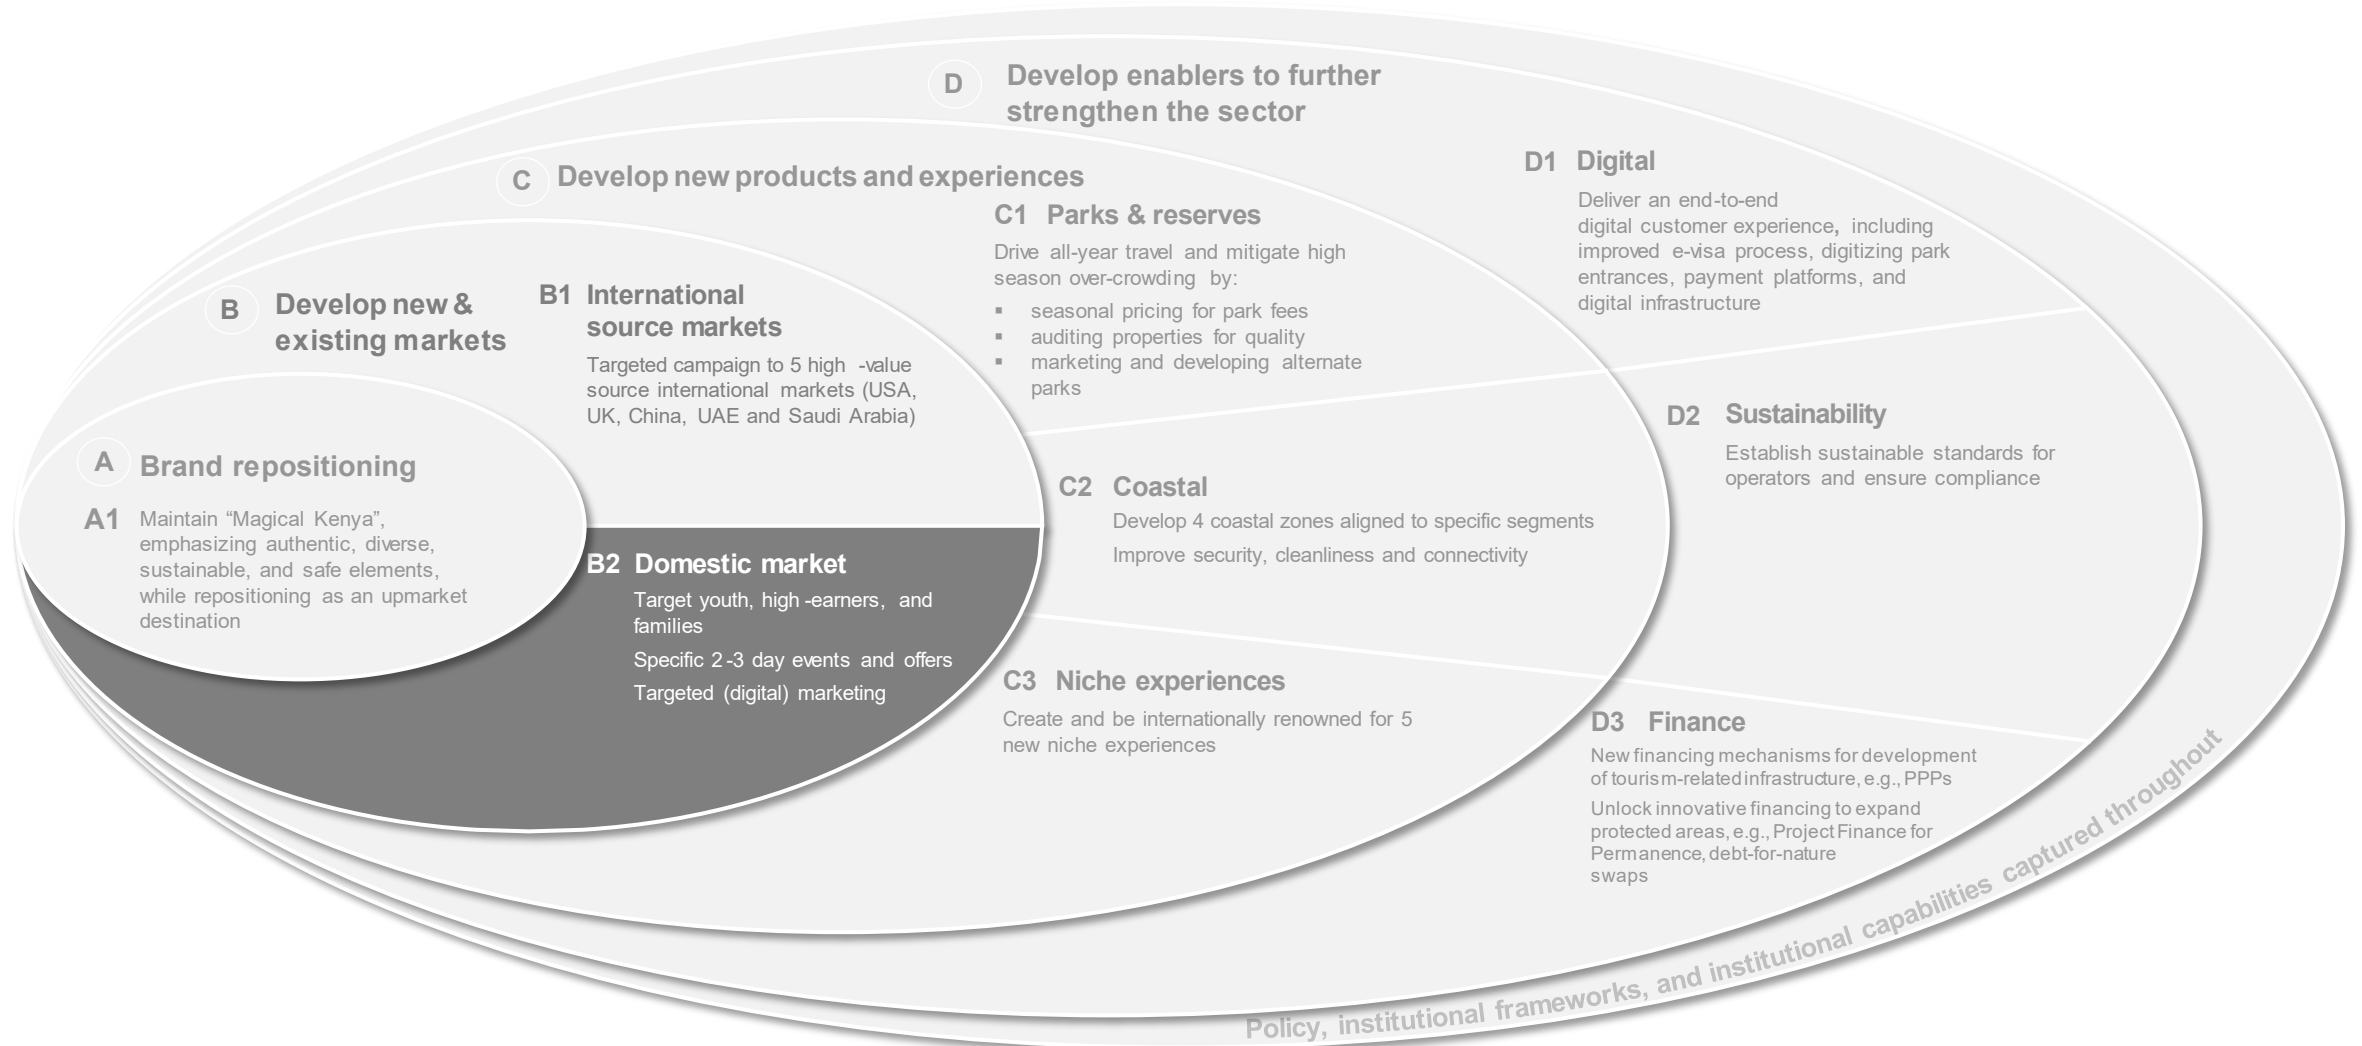 D Develop enablers to further
strengthen the sector
C Develop new products and experiences
B Develop new &
existing markets
A Brand repositioning
A1 Maintain “Magical Kenya”,
emphasizing authentic, diverse,
sustainable, and safe elements,
while repositioning as an upmarket
destination
B1 International
source markets
Targeted campaign to 5 high -value
source international markets (USA,
UK, China, UAE and Saudi Arabia)
B2 Domestic market
Target youth, high -earners, and
families
Specific 2 -3 day events and offers
Targeted (digital) marketing
C1 Parks & reserves
Drive all-year travel and mitigate high
season over-crowding by:
▪ seasonal pricing for park fees
▪ auditing properties for quality
▪ marketing and developing alternate
parks
C2 Coastal
Develop 4 coastal zones aligned to specific segments
Improve security, cleanliness and connectivity
C3 Niche experiences
Create and be internationally renowned for 5
new niche experiences
D1 Digital
Deliver an end-to-end
digital customer experience, including
improved e-visa process, digitizing park
entrances, payment platforms, and
digital infrastructure
D2 Sustainability
Establish sustainable standards for
operators and ensure compliance
D3 Finance
New financing mechanisms for development
of tourism-related infrastructure, e.g., PPPs
Unlock innovative financing to expand
protected areas, e.g., Project Finance for
Permanence, debt-for-nature
swaps
Policy, institutional frameworks, and institutional capabilities captured throughout